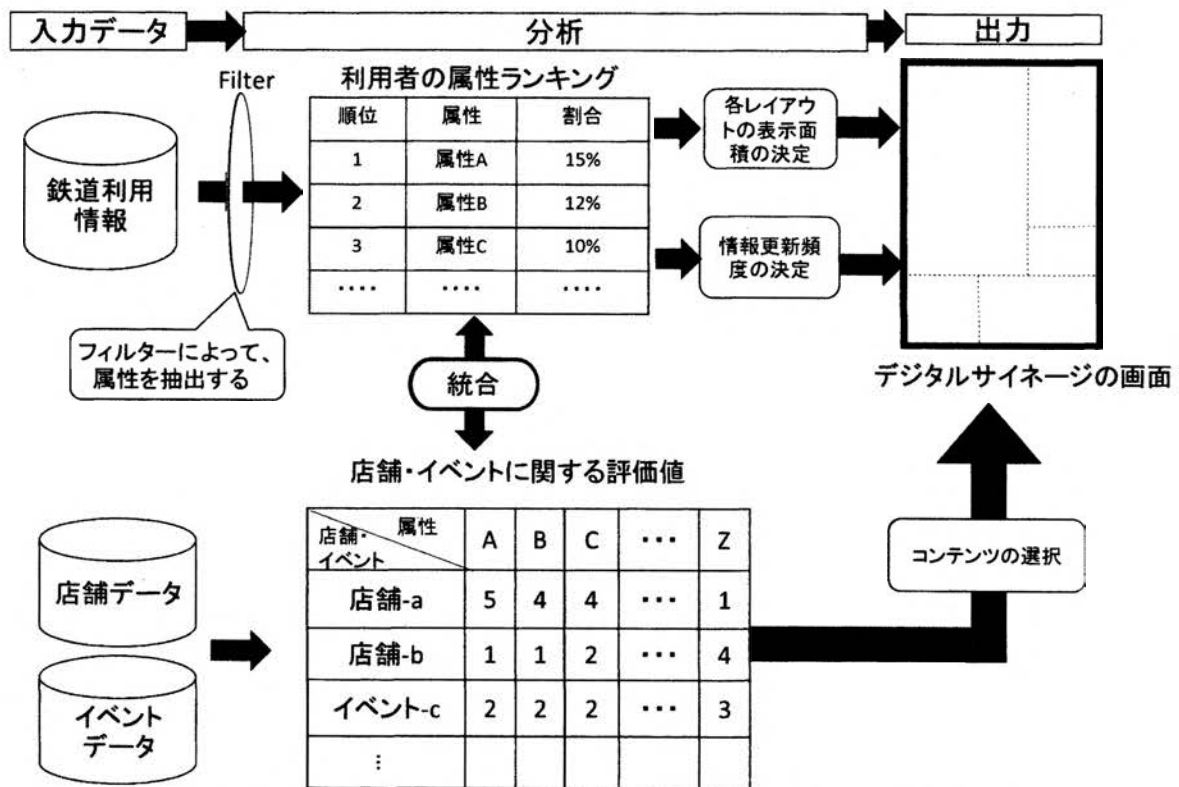 入力データ
分析
出力
Filter
利用者の属性ランキング
順位 属性 割合
1 属性A 15%
2 属性B 12%
3 属性C 10%
・・・・ ・・・・ ・・・・
鉄道利用
情報
各レイアウ
トの表示面
積の決定
情報更新頻
度の決定
フィルターによって、
属性を抽出する
統合
デジタルサイネージの画面
店舗・イベントに関する評価値
属性
店舗・
イベント
A B C ・・・ Z
店舗-a 5 4 4 ・・・ 1
店舗-b 1 1 2 ・・・ 4
イベント-c 2 2 2 ・・・ 3
⋮
店舗データ
イベント
データ
コンテンツの選択